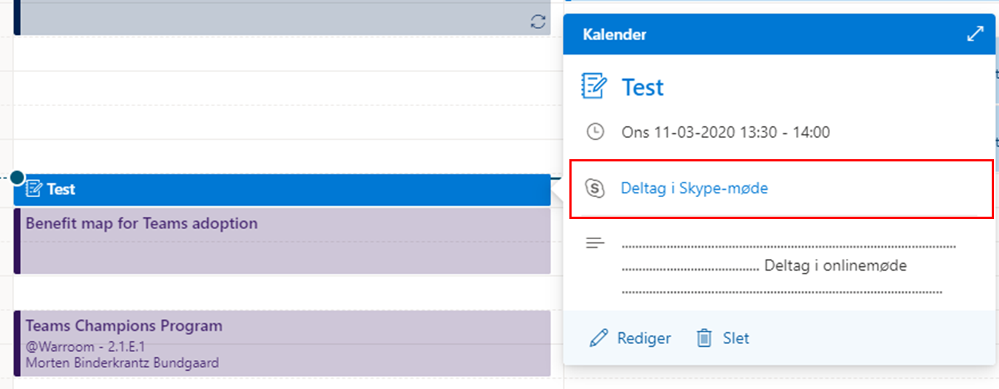 Test
Benefit map for Teams adoption
Teams Champions Program
@Warroom - 2.1.E.1
Morten Binderkrantz Bundgaard
Kalender
Test
Ons 11-03-2020 13:30 - 14:00
Deltag i Skype-møde
.........................................................................................
..................................... Deltag i onlinemøde
.....................................................................................
Rediger Slet